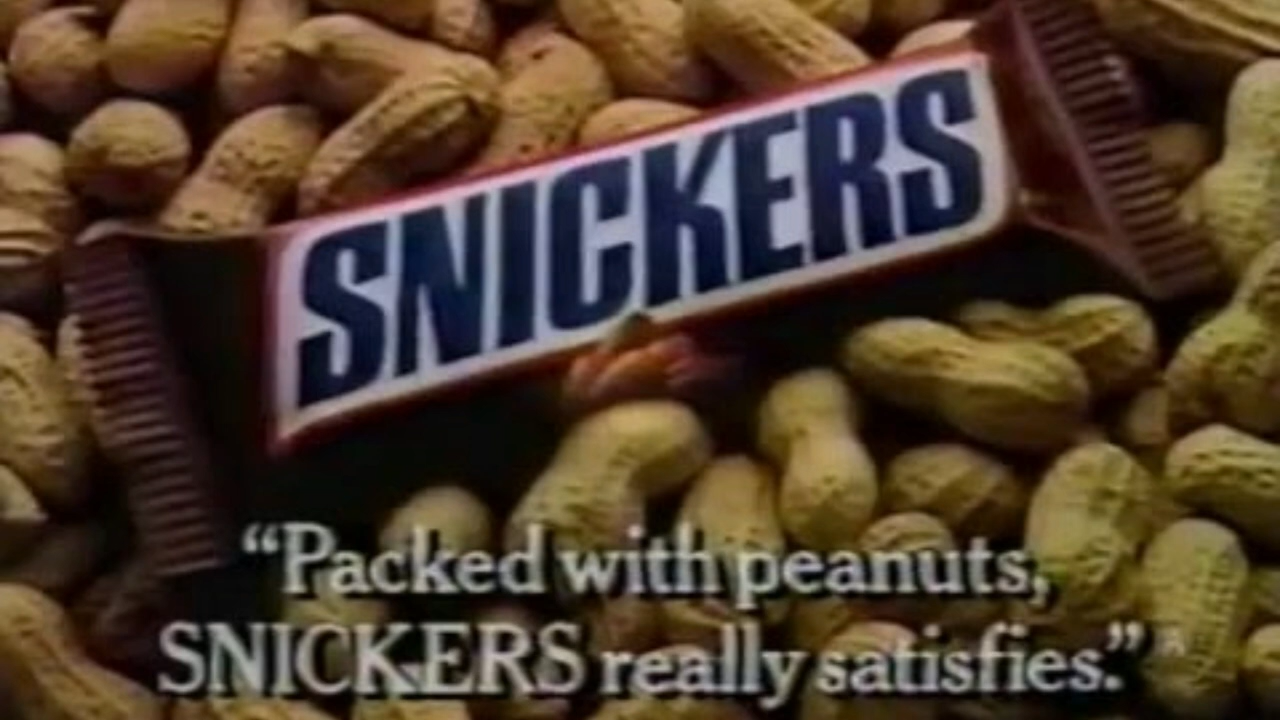 SNICKERS
“Packed with peanuts,
SNICKERS really satisfies.”